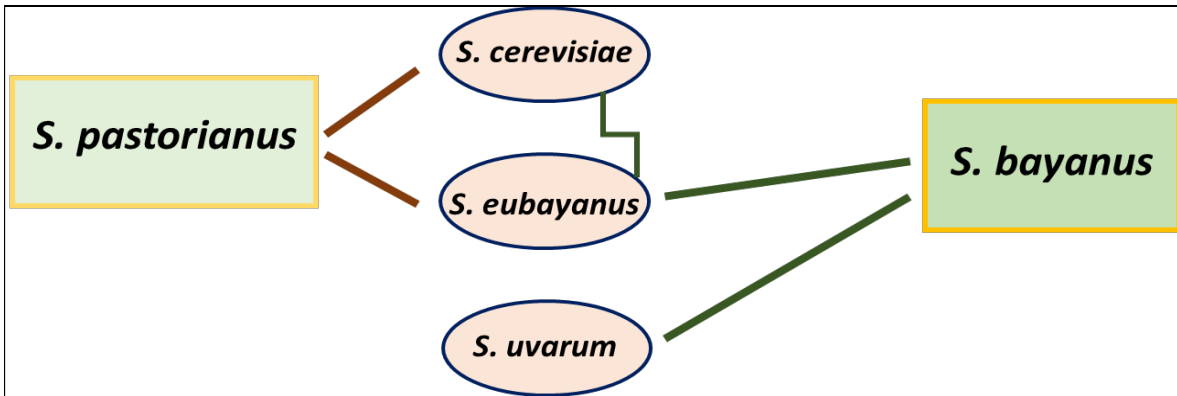 S. cerevisiae
S. pastorianus
S. bayanus
S. eubayanus
S. uvarum